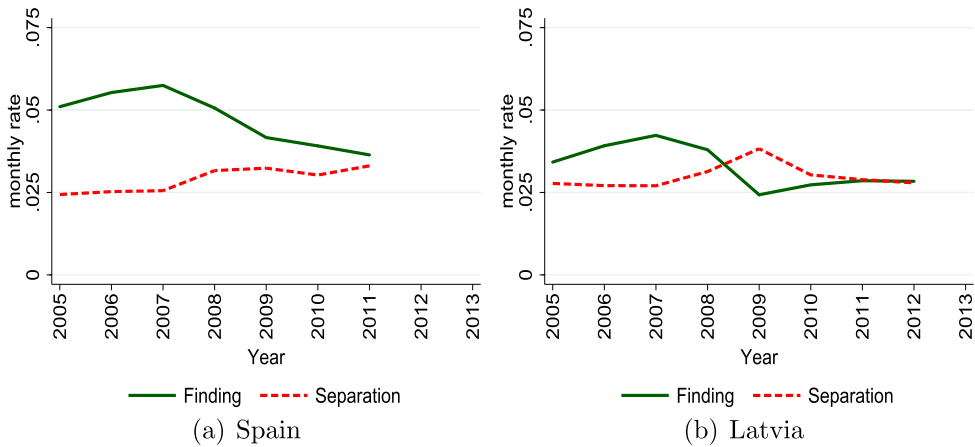 monthly rate
.075
.05
.025
0
2005
2006
2007
2008
2009
2010
2011
2012
2013
Year
Finding
Separation
(a) Spain
monthly rate
.075
.05
.025
0
2005
2006
2007
2008
2009
2010
2011
2012
2013
Year
Finding
Separation
(b) Latvia